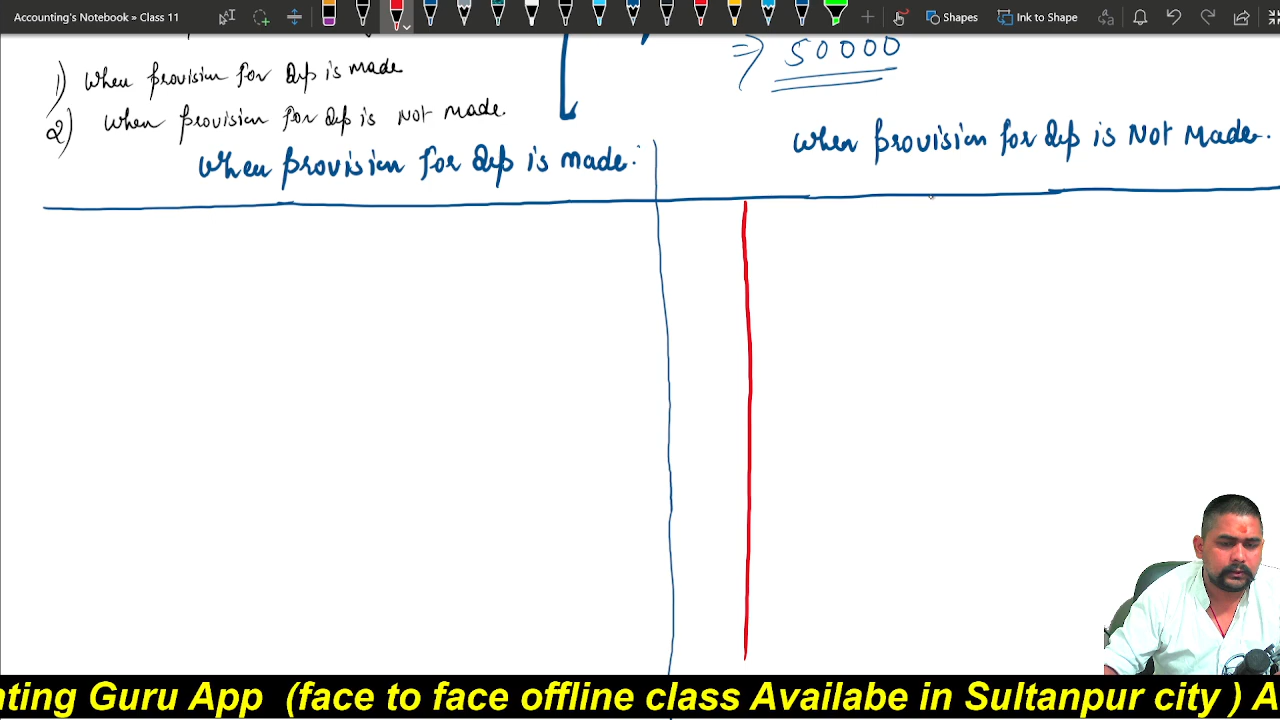 Accounting's Notebook » Class 11
Shapes
Ink to Shape
⇒ 50000
1) When provision for Dep is made
2) When provision for Dep is Not made.
When provision for Dep is made:
When provision for Dep is Not Made.
nting Guru App (face to face offline class Availabe in Sultanpur city ) A